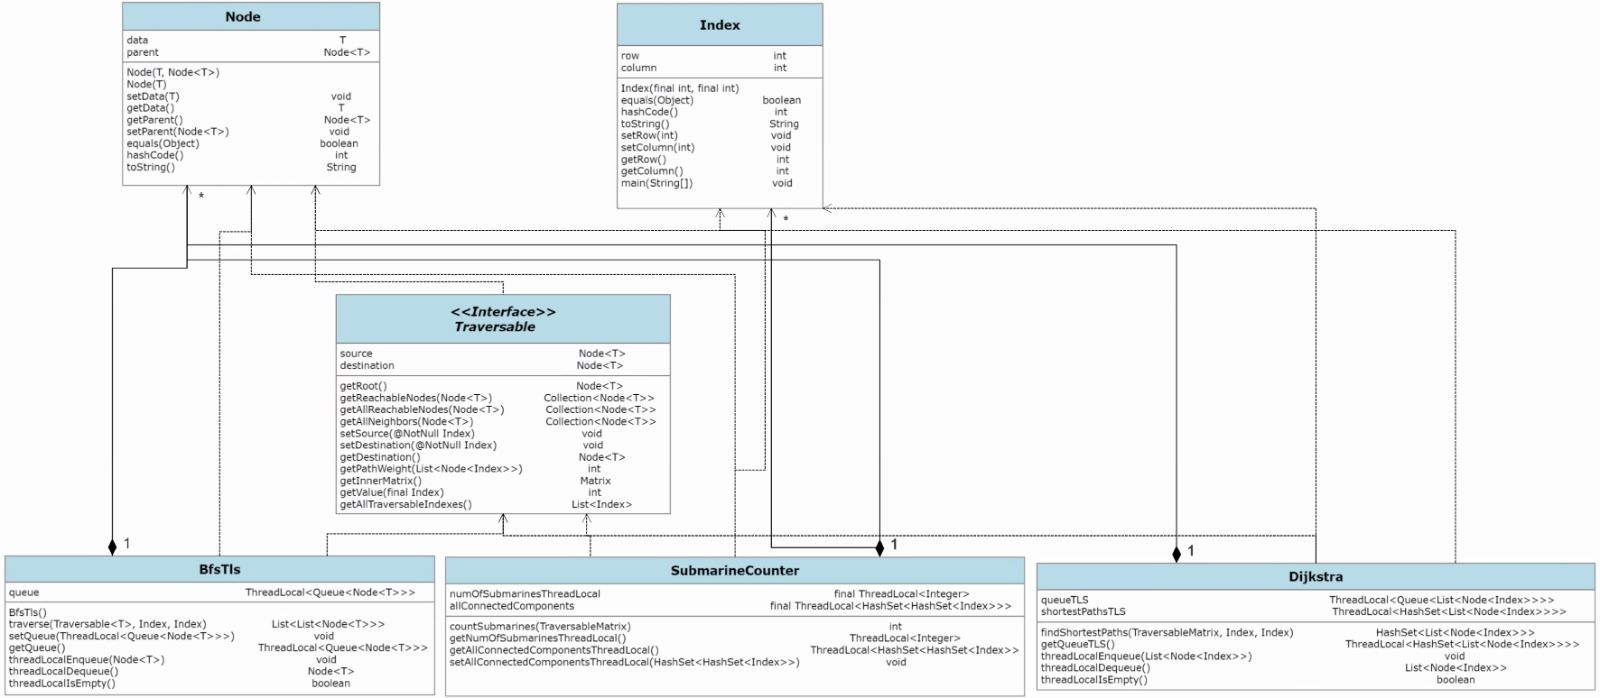 Node
data T
parent Node<T>
Node(T, Node<T>)
Node(T)
setData(T) void
getData() T
getParent() Node<T>
setParent(Node<T>) void
equals(Object) boolean
hashCode() int
toString() String
*
Index
row int
column int
Index(final int, final int)
equals(Object) boolean
hashCode() int
toString() String
setRow(int) void
setColumn(int) void
getRow() int
getColumn() int
main(String[]) void
*
<<Interface>>
Traversable
source Node<T>
destination Node<T>
getRoot() Node<T>
getReachableNodes(Node<T>) Collection<Node<T>>
getAllReachableNodes(Node<T>) Collection<Node<T>>
getAllNeighbors(Node<T>) Collection<Node<T>>
setSource(@NotNull Index) void
setDestination(@NotNull Index) void
getDestination() Node<T>
getPathWeight(List<Node<Index>>) int
getInnerMatrix() Matrix
getValue(final Index) int
getAllTraversableIndexes() List<Index>
1
BfsTls
queue ThreadLocal<Queue<Node<T>>>
BfsTls()
traverse(Traversable<T>, Index, Index) List<List<Node<T>>>
setQueue(ThreadLocal<Queue<Node<T>>>) void
getQueue() ThreadLocal<Queue<Node<T>>>
threadLocalEnqueue(Node<T>) void
threadLocalDequeue() Node<T>
threadLocalIsEmpty() boolean
1
SubmarineCounter
numOfSubmarinesThreadLocal final ThreadLocal<Integer>
allConnectedComponents final ThreadLocal<HashSet<HashSet<Index>>>
countSubmarines(TraversableMatrix) int
getNumOfSubmarinesThreadLocal() ThreadLocal<Integer>
getAllConnectedComponentsThreadLocal() ThreadLocal<HashSet<HashSet<Index>>
setAllConnectedComponentsThreadLocal(HashSet<HashSet<Index>>) void
1
Dijkstra
queueTLS ThreadLocal<Queue<List<Node<Index>>>>
shortestPathsTLS ThreadLocal<HashSet<List<Node<Index>>>>
findShortestPaths(TraversableMatrix, Index, Index) HashSet<List<Node<Index>>>
getQueueTLS() ThreadLocal<HashSet<List<Node<Index>>>>
threadLocalEnqueue(List<Node<Index>>) void
threadLocalDequeue() List<Node<Index>>
threadLocalIsEmpty() boolean